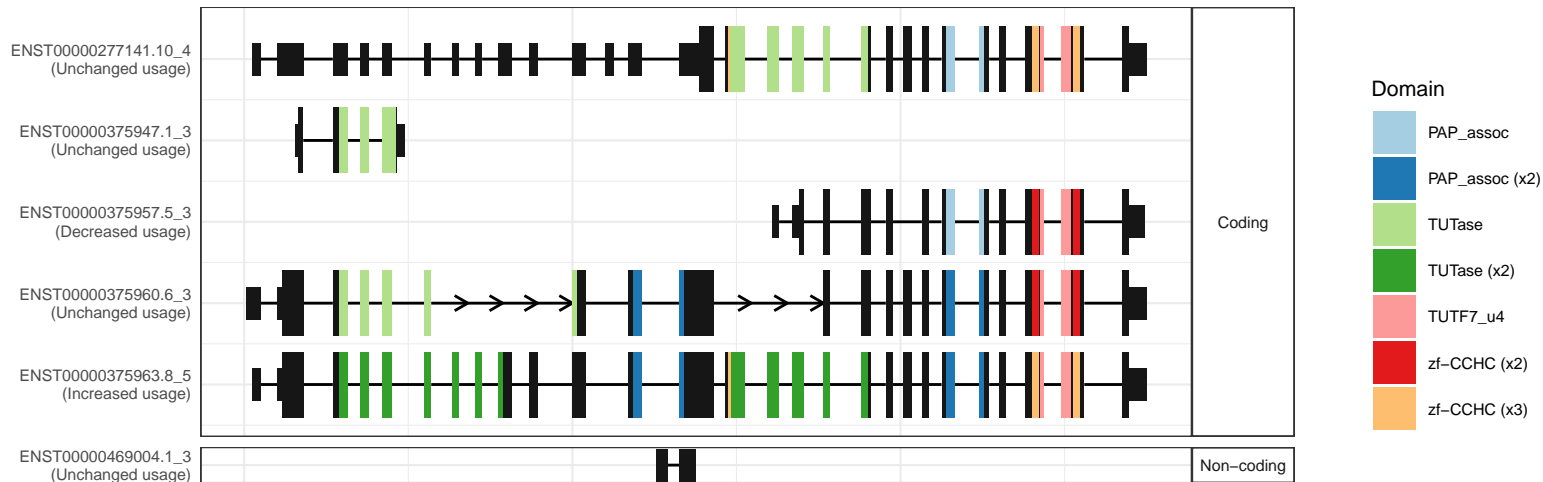 ENST00000277141.10_4
(Unchanged usage)
ENST00000375947.1_3
(Unchanged usage)
ENST00000375957.5_3
(Decreased usage)
ENST00000375960.6_3
(Unchanged usage)
ENST00000375963.8_5
(Increased usage)
ENST00000469004.1_3
(Unchanged usage)
Coding
Non−coding
Domain
PAP_assoc
PAP_assoc (x2)
TUTase
TUTase (x2)
TUTF7_u4
zf−CCHC (x2)
zf−CCHC (x3)